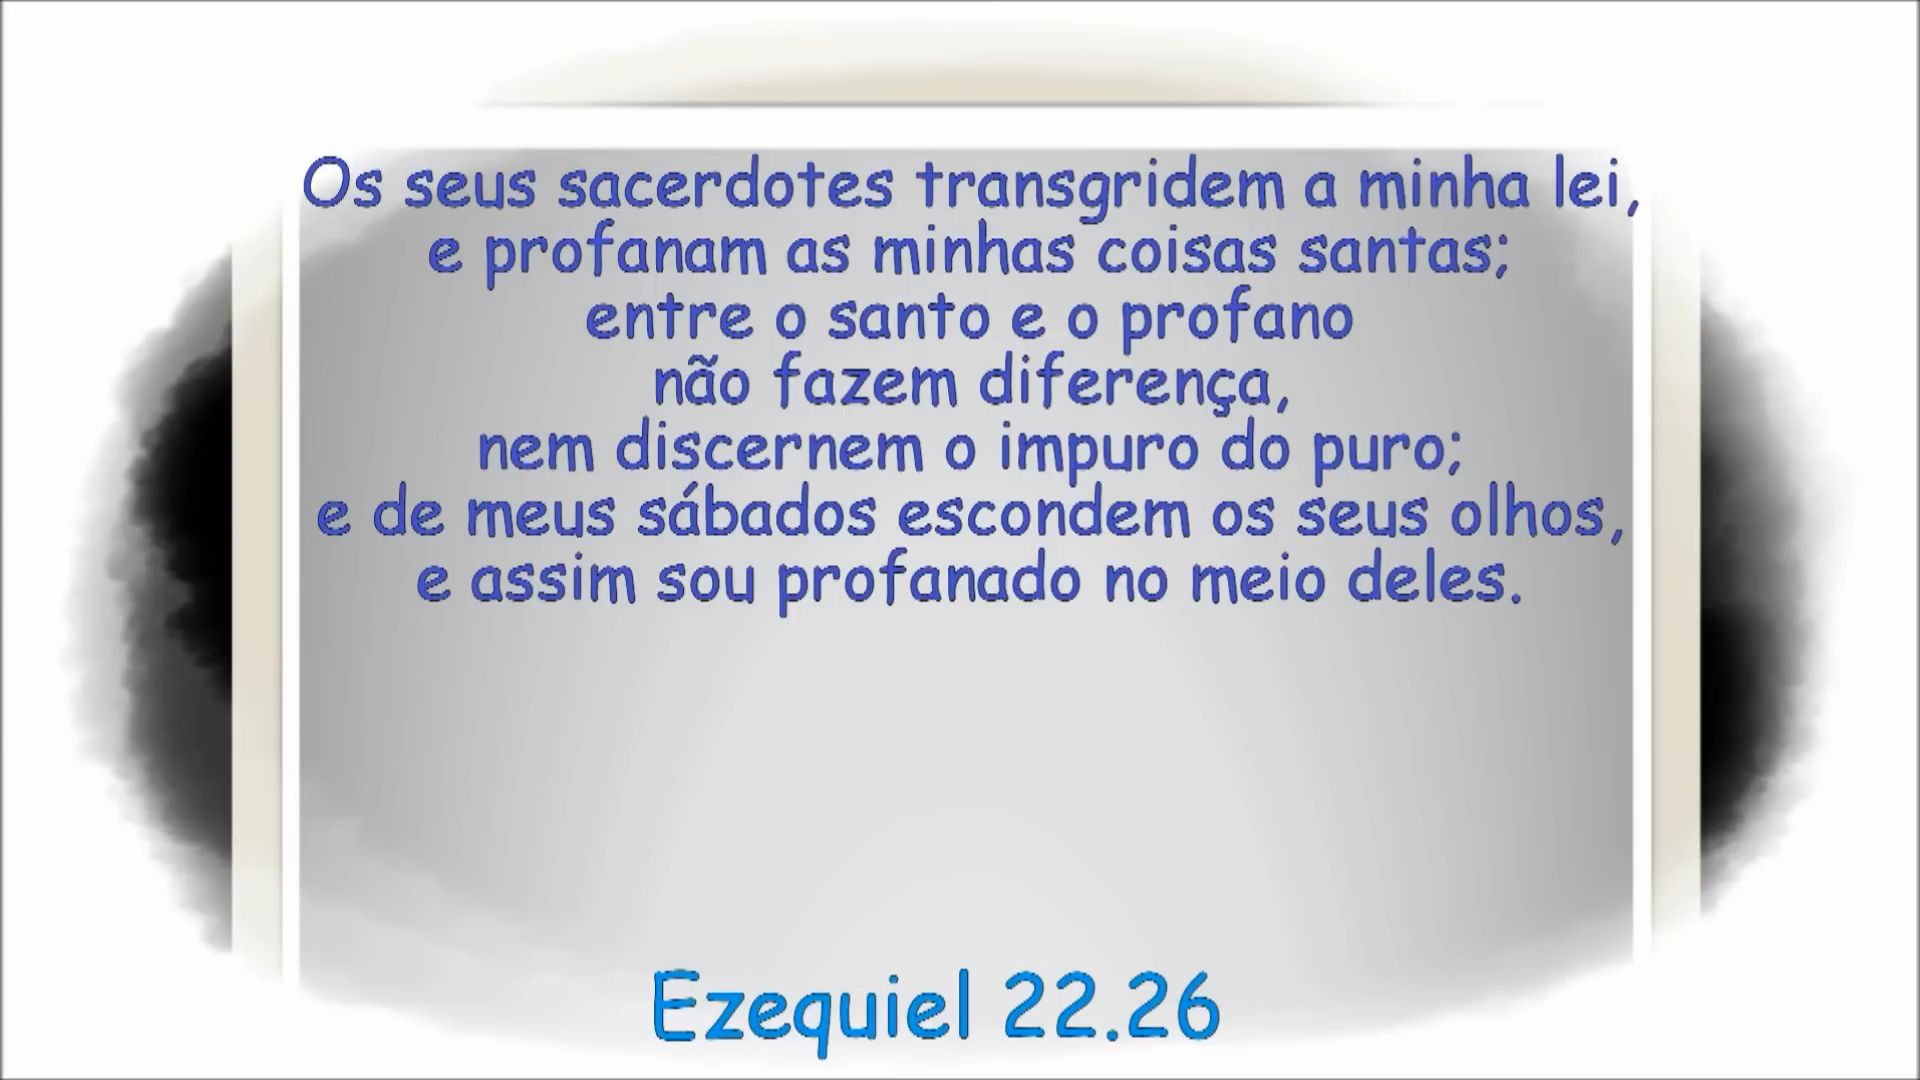 Os seus sacerdotes transgridem a minha lei,
e profanam as minhas coisas santas;
entre o santo e o profano
não fazem diferença,
nem discernem o impuro do puro;
e de meus sábados escondem os seus olhos,
e assim sou profanado no meio deles.
Ezequiel 22.26